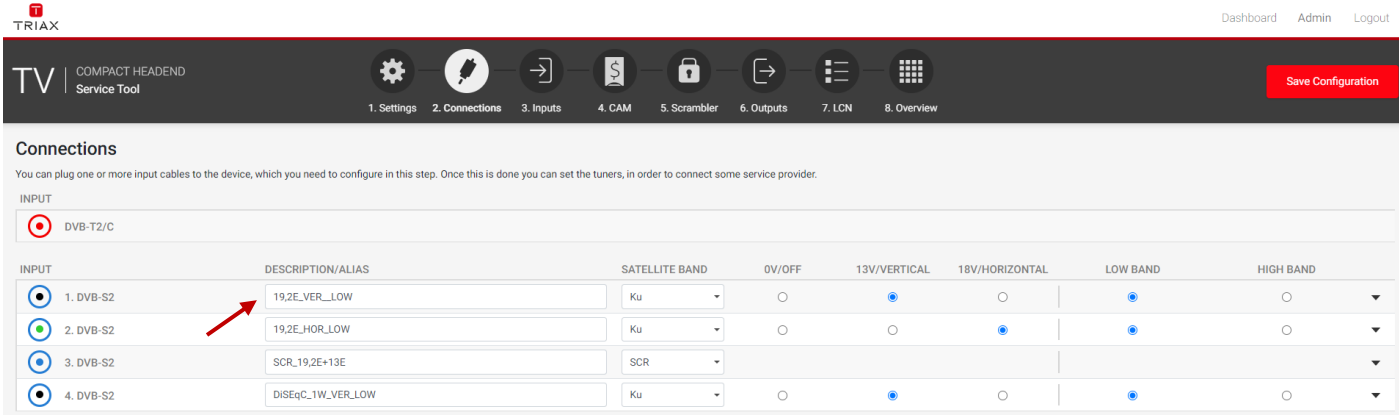 TRIAX
Dashboard Admin Logout
TV COMPACT HEADEND
Service Tool
1. Settings 2. Connections 3. Inputs 4. CAM 5. Scrambler 6. Outputs 7. LCN 8. Overview
Save Configuration
Connections
You can plug one or more input cables to the device, which you need to configure in this step. Once this is done you can set the tuners, in order to connect some service provider.
INPUT
DVB-T2/C
INPUT DESCRIPTION/ALIAS SATELLITE BAND 0V/OFF 13V/VERTICAL 18V/HORIZONTAL LOW BAND HIGH BAND
1. DVB-S2 19,2E_VER__LOW Ku
2. DVB-S2 19,2E_HOR_LOW Ku
3. DVB-S2 SCR_19,2E+13E SCR
4. DVB-S2 DiSEqC_1W_VER_LOW Ku